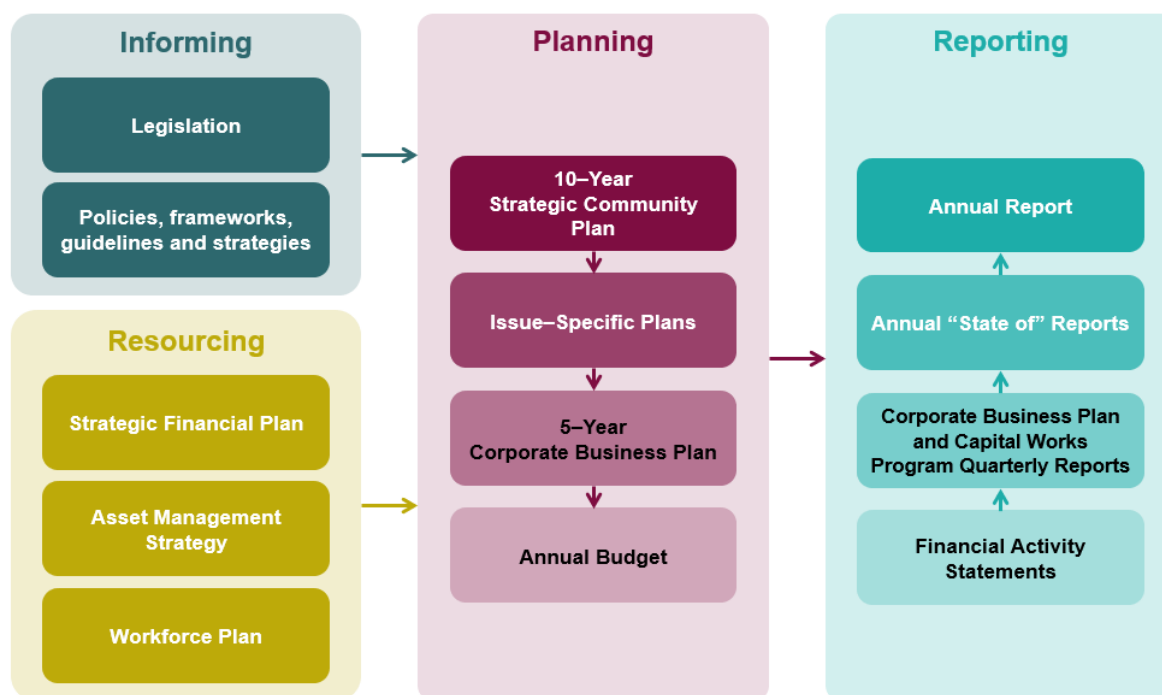 Informing
Legislation
Policies, frameworks,
guidelines and strategies
Resourcing
Strategic Financial Plan
Asset Management
Strategy
Workforce Plan
Planning
10–Year
Strategic Community
Plan
Issue–Specific Plans
5–Year
Corporate Business Plan
Annual Budget
Reporting
Annual Report
Annual “State of” Reports
Corporate Business Plan
and Capital Works
Program Quarterly Reports
Financial Activity
Statements